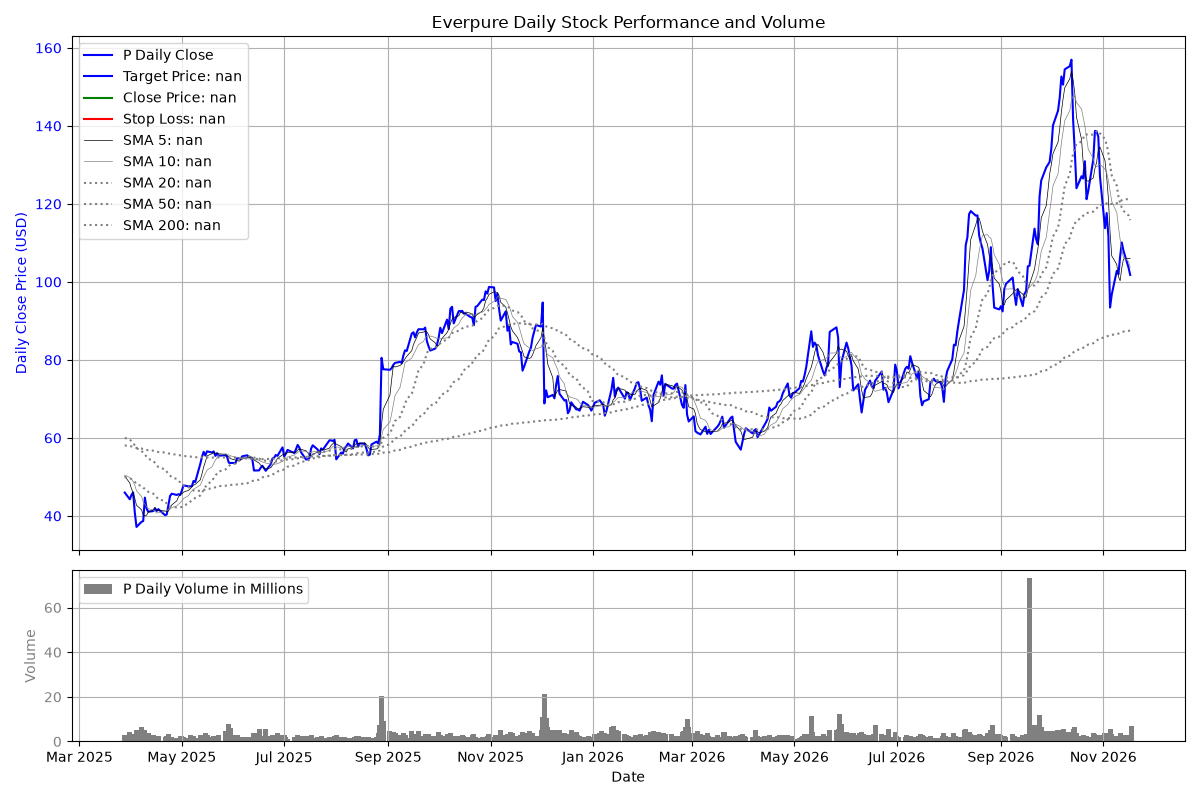 Everpure Daily Stock Performance and Volume
Daily Close Price (USD)
160
140
120
100
80
60
40
P Daily Close
Target Price: nan
Close Price: nan
Stop Loss: nan
SMA 5: nan
SMA 10: nan
SMA 20: nan
SMA 50: nan
SMA 200: nan
Volume
60
40
20
0
P Daily Volume in Millions
Mar 2025 May 2025 Jul 2025 Sep 2025 Nov 2025 Jan 2026 Mar 2026 May 2026 Jul 2026 Sep 2026 Nov 2026
Date